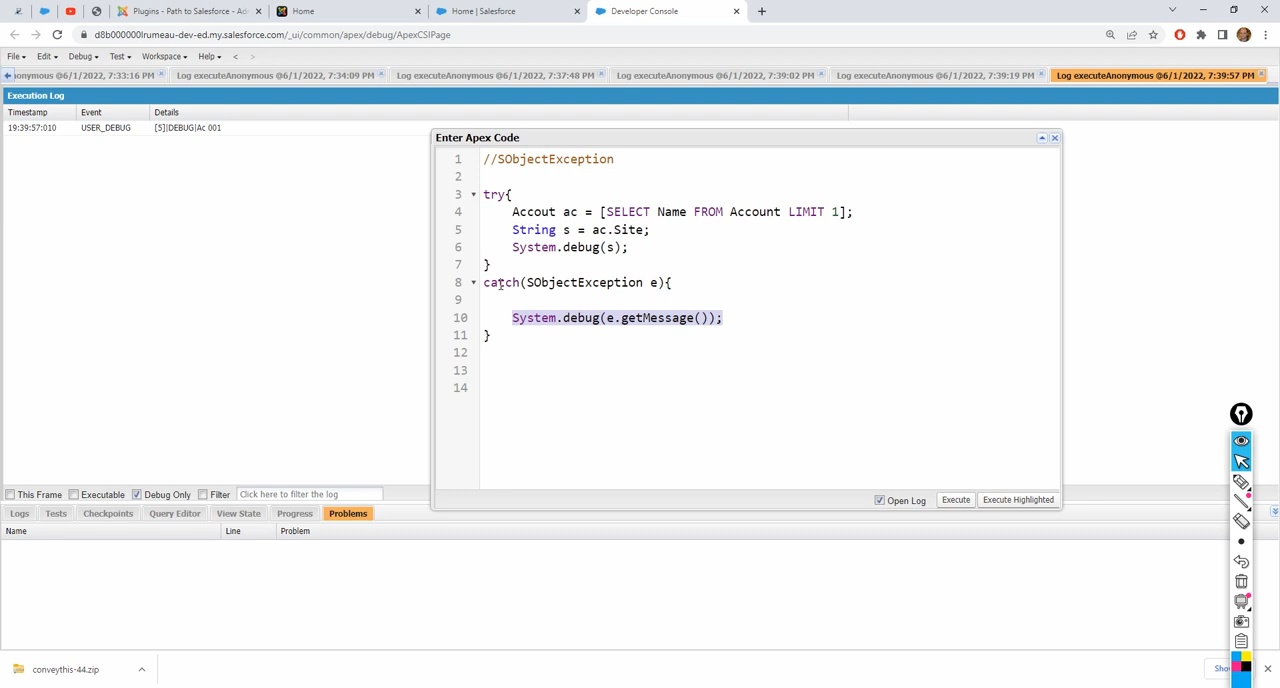 Plugins - Path to Salesforce - Ad
Home
Home | Salesforce
Developer Console
d8b000000lrumeau-dev-ed.my.salesforce.com/_ui/common/apex/debug/ApexCSIPage
File Edit Debug Test Workspace Help < >
onymous @6/1/2022, 7:33:16 PM
Log executeAnonymous @6/1/2022, 7:34:09 PM
Log executeAnonymous @6/1/2022, 7:37:48 PM
Log executeAnonymous @6/1/2022, 7:39:02 PM
Log executeAnonymous @6/1/2022, 7:39:19 PM
Log executeAnonymous @6/1/2022, 7:39:57 PM
Execution Log
Timestamp Event Details
19:39:57:010 USER_DEBUG [5]|DEBUG|Ac 001
Enter Apex Code
1 //SObjectException
2
3 try{
4 Accout ac = [SELECT Name FROM Account LIMIT 1];
5 String s = ac.Site;
6 System.debug(s);
7 }
8 catch(SObjectException e){
9
10 System.debug(e.getMessage());
11 }
12
13
14
Open Log Execute Execute Highlighted
This Frame Executable Debug Only Filter Click here to filter the log
Logs Tests Checkpoints Query Editor View State Progress Problems
Name Line Problem
conveythis-44.zip